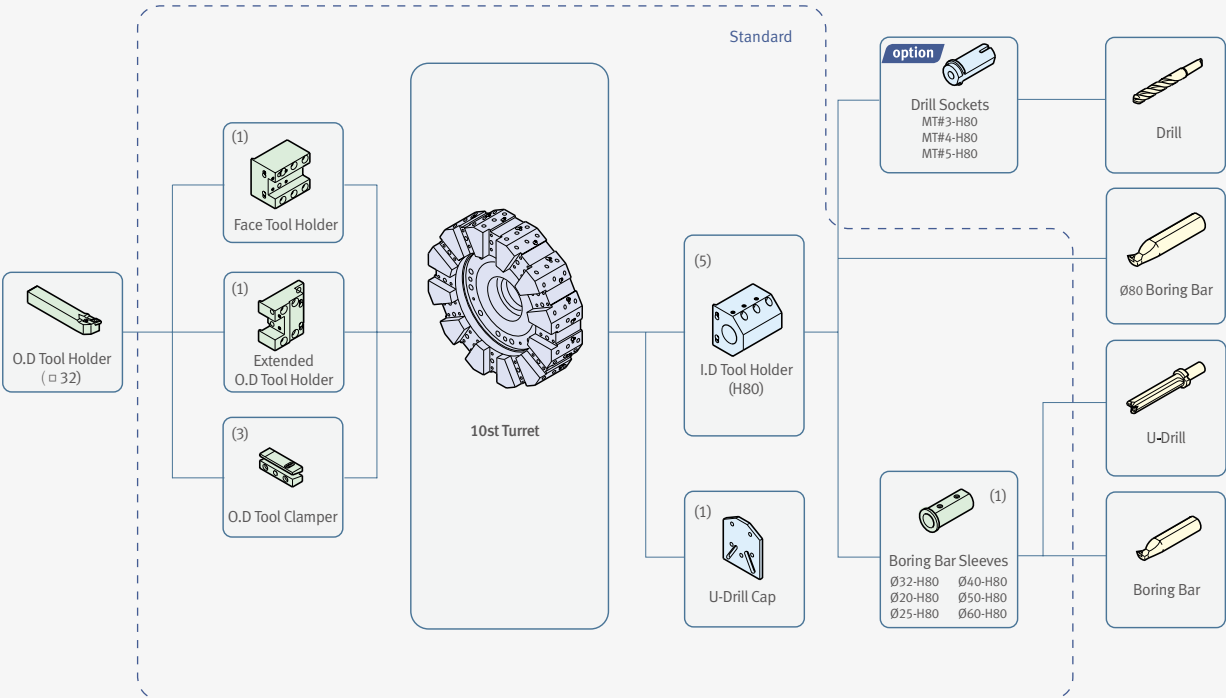 Standard
O.D Tool Holder
(□ 32)
(1)
Face Tool Holder
(1)
Extended
O.D Tool Holder
(3)
O.D Tool Clamper
10st Turret
(5)
I.D Tool Holder
(H80)
(1)
U-Drill Cap
option
Drill Sockets
MT#3-H80
MT#4-H80
MT#5-H80
(1)
Boring Bar Sleeves
Ø32-H80 Ø40-H80
Ø20-H80 Ø50-H80
Ø25-H80 Ø60-H80
Drill
Ø80 Boring Bar
U-Drill
Boring Bar